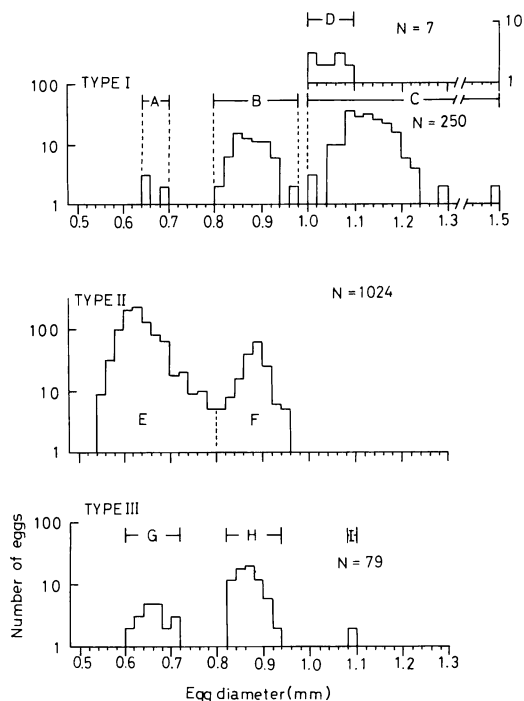 D
N = 7
10
1
TYPE I
A
B
C
N = 250
100
10
1
0.5 0.6 0.7 0.8 0.9 1.0 1.1 1.2 1.3 1.5
TYPE II
N = 1024
100
10
1
E
F
TYPE III
G
H
I
N = 79
100
10
1
0.5 0.6 0.7 0.8 0.9 1.0 1.1 1.2 1.3
Number of eggs
Egg diameter (mm)